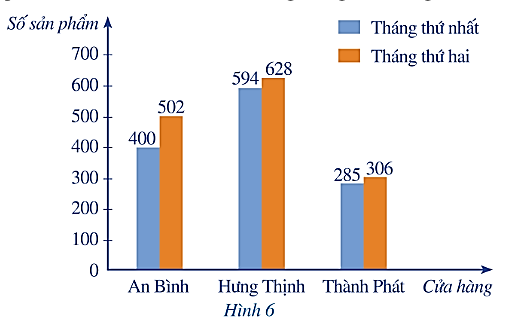 Số sản phẩm
Tháng thứ nhất
Tháng thứ hai
700
600
500
400
300
200
100
0
400
502
594
628
285
306
An Bình
Hưng Thịnh
Thành Phát
Cửa hàng
Hình 6